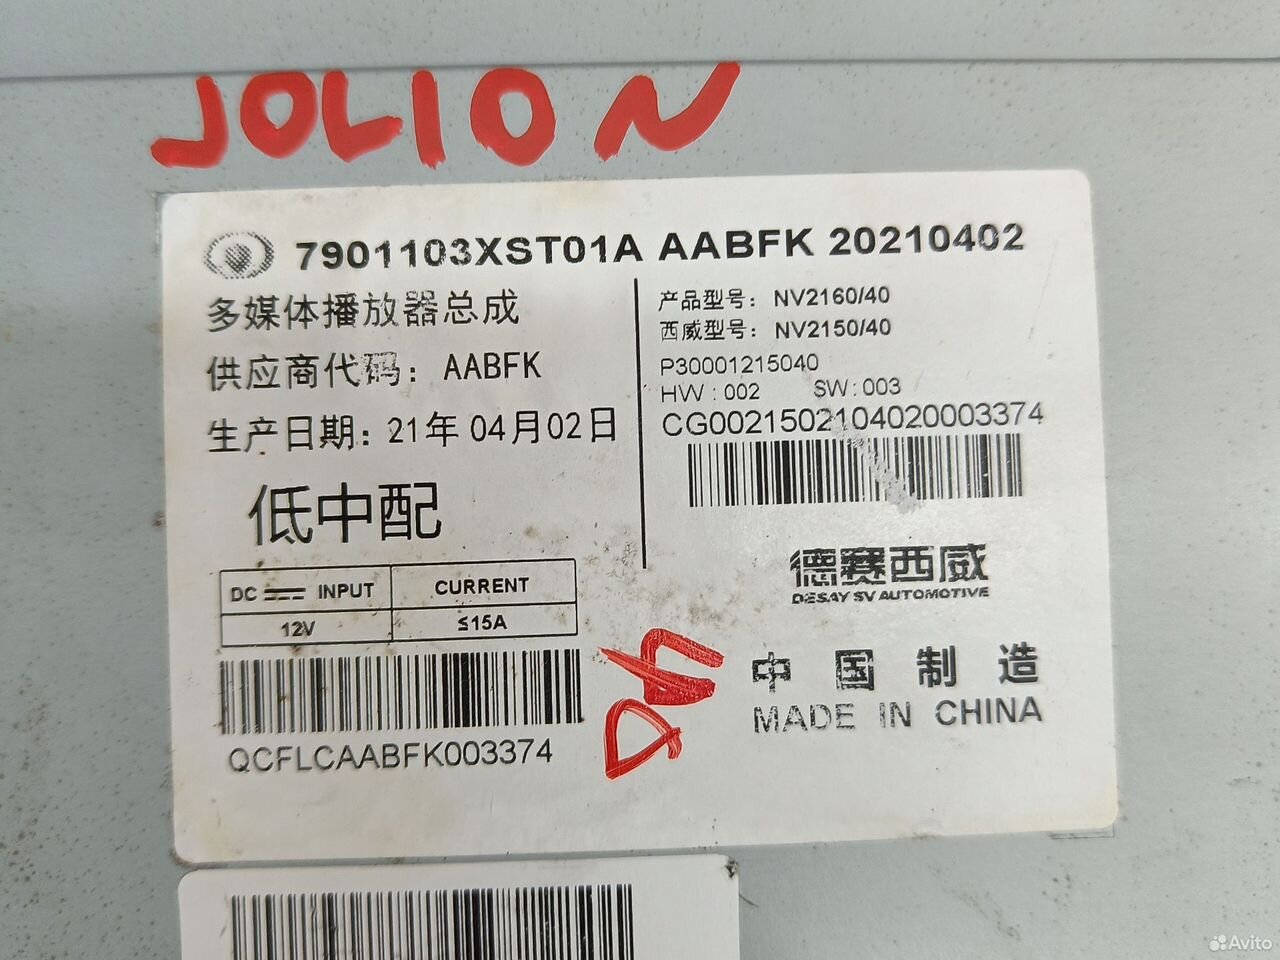 JOLION
7901103XST01A AABFK 20210402
多媒体播放器总成
供应商代码: AABFK
生产日期: 21年 04月02日
低中配
DC INPUT CURRENT
12V ≤15A
QCFLCAABFK003374
产品型号: NV2160/40
西威型号: NV2150/40
P30001215040
HW: 002 SW: 003
CG0021502104020003374
德赛西威
DESAY SV AUTOMOTIVE
中国制造
MADE IN CHINA
Avito